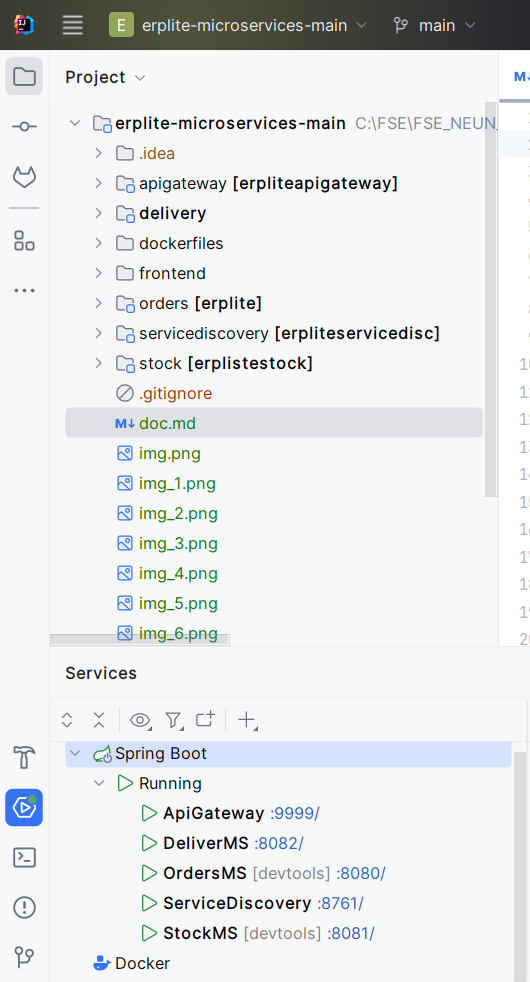 E erplite-microservices-main main
Project
M↓
erplite-microservices-main C:\FSE\FSE_NEUN_
.idea
apigateway [erpliteapigateway]
delivery
dockerfiles
frontend
orders [erplite]
servicediscovery [erpliteservicedisc]
stock [erplistestock]
.gitignore
M↓ doc.md
img.png
img_1.png
img_2.png
img_3.png
img_4.png
img_5.png
img_6.png
Services
Spring Boot
Running
ApiGateway :9999/
DeliverMS :8082/
OrdersMS [devtools] :8080/
ServiceDiscovery :8761/
StockMS [devtools] :8081/
Docker